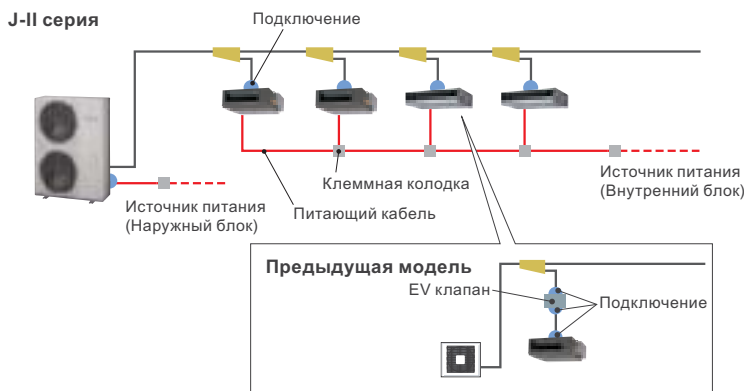 J-II серия
Подключение
Клеммная колодка
Питающий кабель
Источник питания
(Наружный блок)
Источник питания
(Внутренний блок)
Предыдущая модель
EV клапан
Подключение